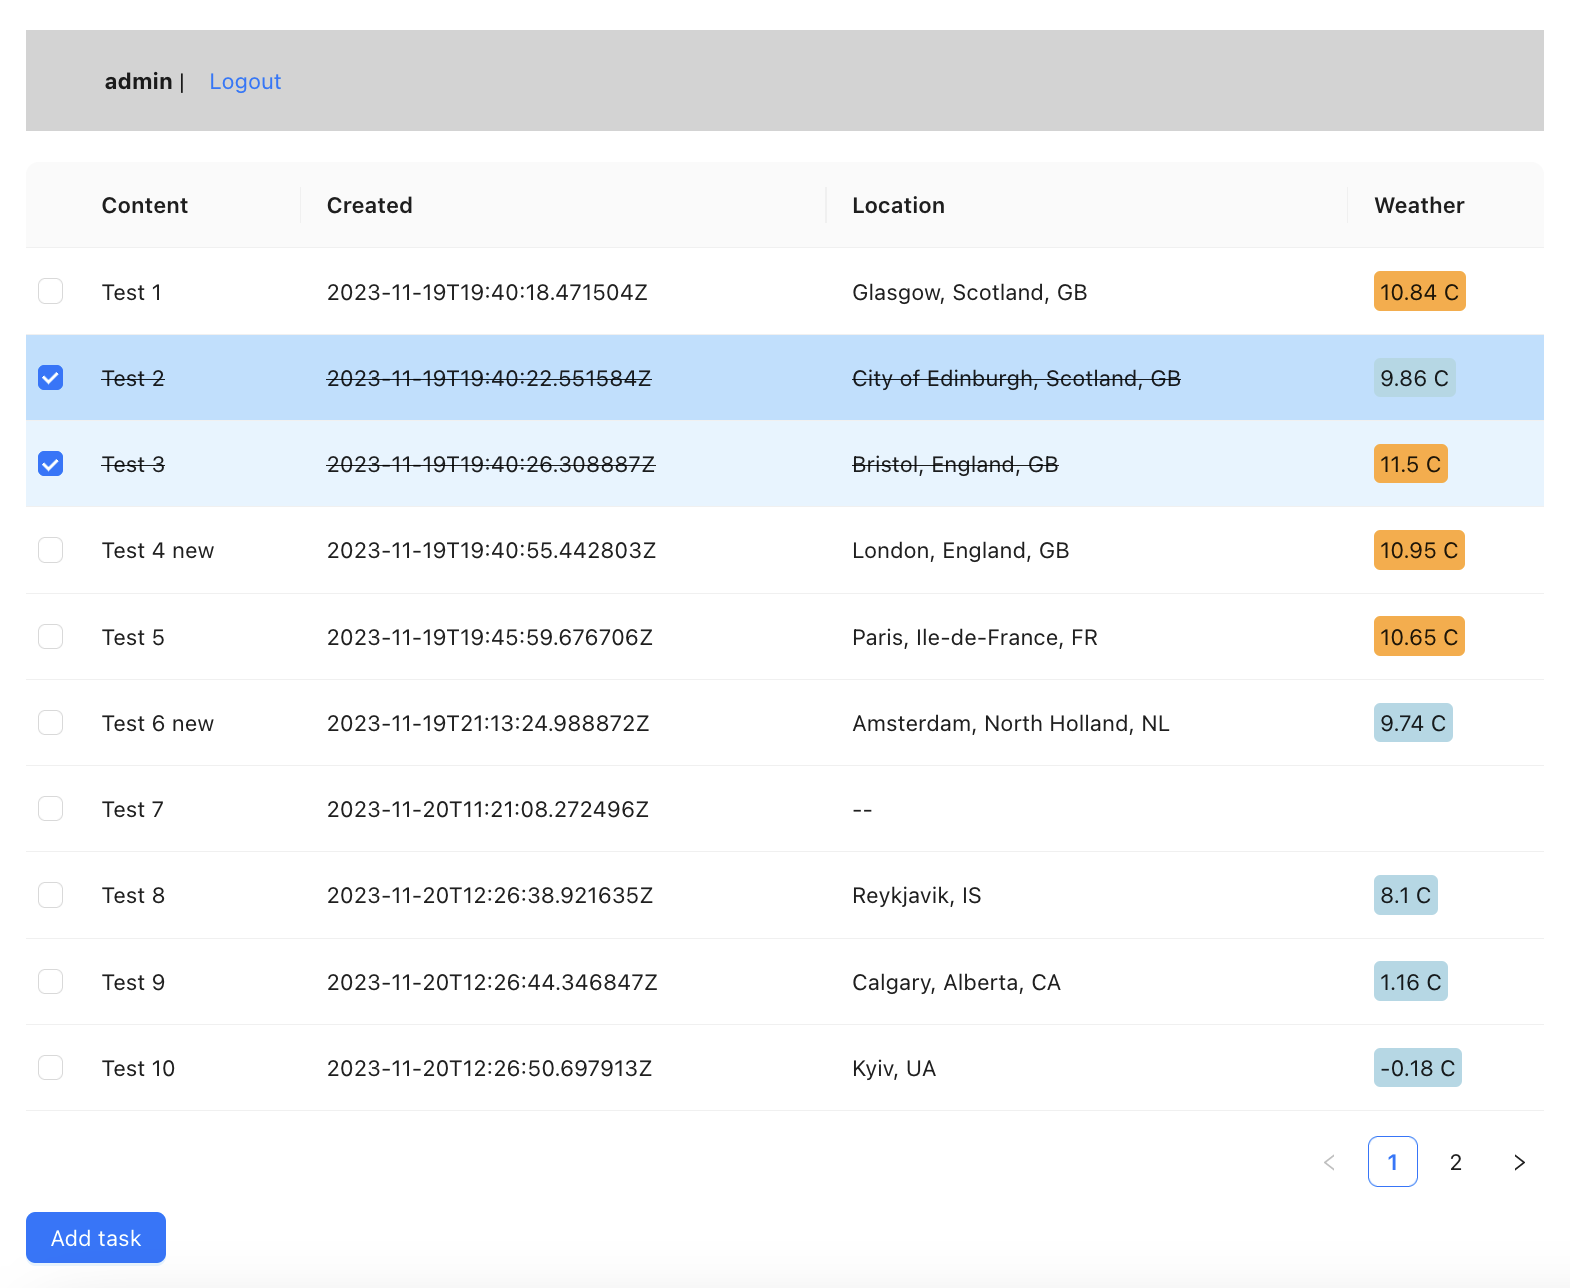 admin | Logout
Content Created Location Weather
Test 1 2023-11-19T19:40:18.471504Z Glasgow, Scotland, GB 10.84 C
Test 2 2023-11-19T19:40:22.551584Z City of Edinburgh, Scotland, GB 9.86 C
Test 3 2023-11-19T19:40:26.308887Z Bristol, England, GB 11.5 C
Test 4 new 2023-11-19T19:40:55.442803Z London, England, GB 10.95 C
Test 5 2023-11-19T19:45:59.676706Z Paris, Ile-de-France, FR 10.65 C
Test 6 new 2023-11-19T21:13:24.988872Z Amsterdam, North Holland, NL 9.74 C
Test 7 2023-11-20T11:21:08.272496Z --
Test 8 2023-11-20T12:26:38.921635Z Reykjavik, IS 8.1 C
Test 9 2023-11-20T12:26:44.346847Z Calgary, Alberta, CA 1.16 C
Test 10 2023-11-20T12:26:50.697913Z Kyiv, UA -0.18 C
< 1 2 >
Add task